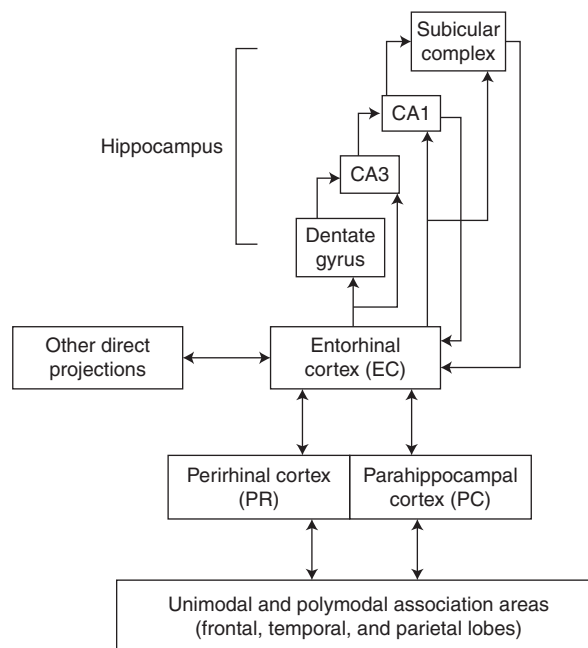 Subicular
complex
CA1
Hippocampus
CA3
Dentate
gyrus
Other direct
projections
Entorhinal
cortex (EC)
Perirhinal cortex
(PR)
Parahippocampal
cortex (PC)
Unimodal and polymodal association areas
(frontal, temporal, and parietal lobes)